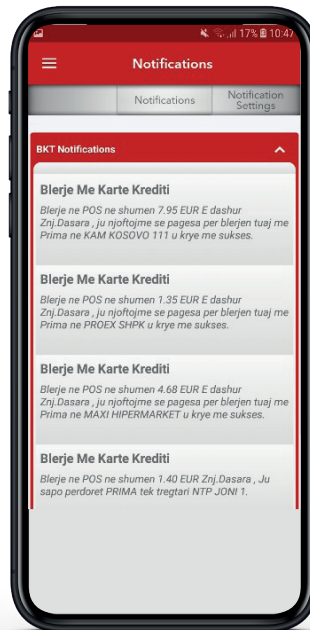 17% 10:47
Notifications
Notifications
Notification
Settings
BKT Notifications
Blerje Me Karte Krediti
Blerje ne POS ne shumen 7.95 EUR E dashur
Znj.Dasara , ju njoftojme se pagesa per blerjen tuaj me
Prima ne KAM KOSOVO 111 u krye me sukses.
Blerje Me Karte Krediti
Blerje ne POS ne shumen 1.35 EUR E dashur
Znj.Dasara , ju njoftojme se pagesa per blerjen tuaj me
Prima ne PROEX SHPK u krye me sukses.
Blerje Me Karte Krediti
Blerje ne POS ne shumen 4.68 EUR E dashur
Znj.Dasara , ju njoftojme se pagesa per blerjen tuaj me
Prima ne MAXI HIPERMARKET u krye me sukses.
Blerje Me Karte Krediti
Blerje ne POS ne shumen 1.40 EUR Znj.Dasara , Ju
sapo perdoret PRIMA tek tregtari NTP JONI 1.